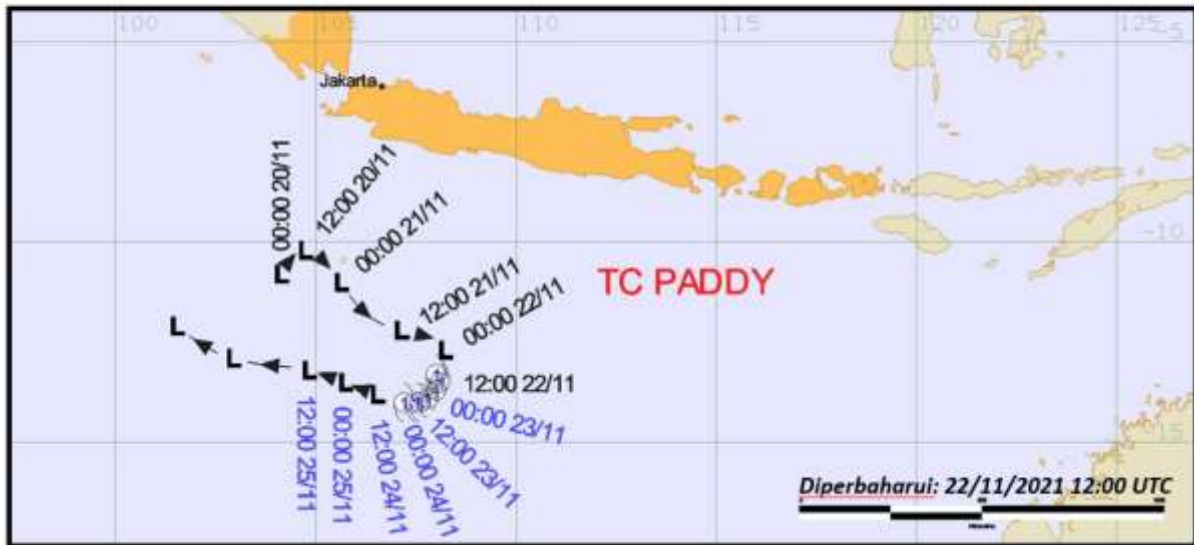 100
105
110
115
120
125
-5
Jakarta
00:00 20/11
12:00 20/11
00:00 21/11
-10
TC PADDY
12:00 21/11
00:00 22/11
L
L
L
L
L
L
L
L
L
L
12:00 22/11
00:00 23/11
12:00 23/11
00:00 24/11
12:00 24/11
00:00 25/11
12:00 25/11
-15
Diperbaharui: 22/11/2021 12:00 UTC